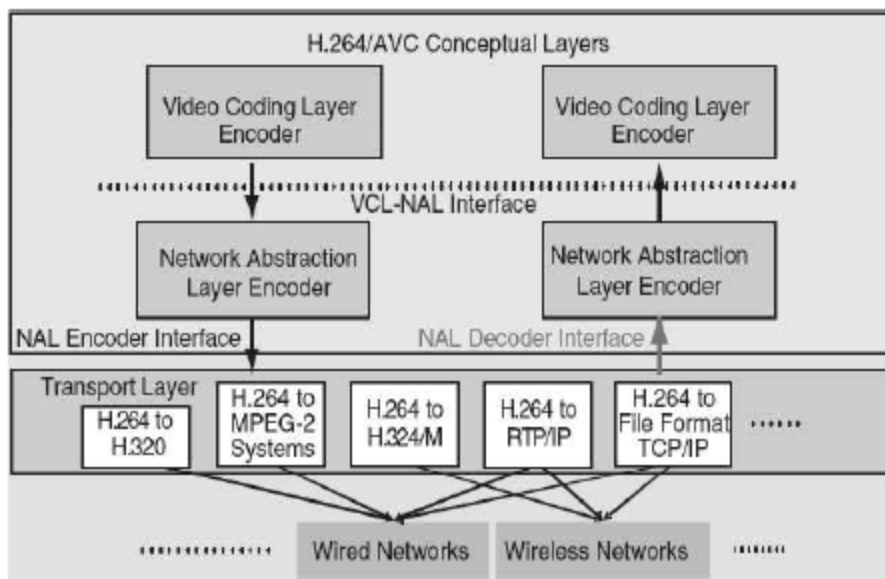 H.264/AVC Conceptual Layers
Video Coding Layer
Encoder
Video Coding Layer
Encoder
VCL-NAL Interface
Network Abstraction
Layer Encoder
Network Abstraction
Layer Encoder
NAL Encoder Interface
NAL Decoder Interface
Transport Layer
H.264 to
H.320
H.264 to
MPEG-2
Systems
H.264 to
H.324/M
H.264 to
RTP/IP
H.264 to
File Format
TCP/IP
Wired Networks
Wireless Networks